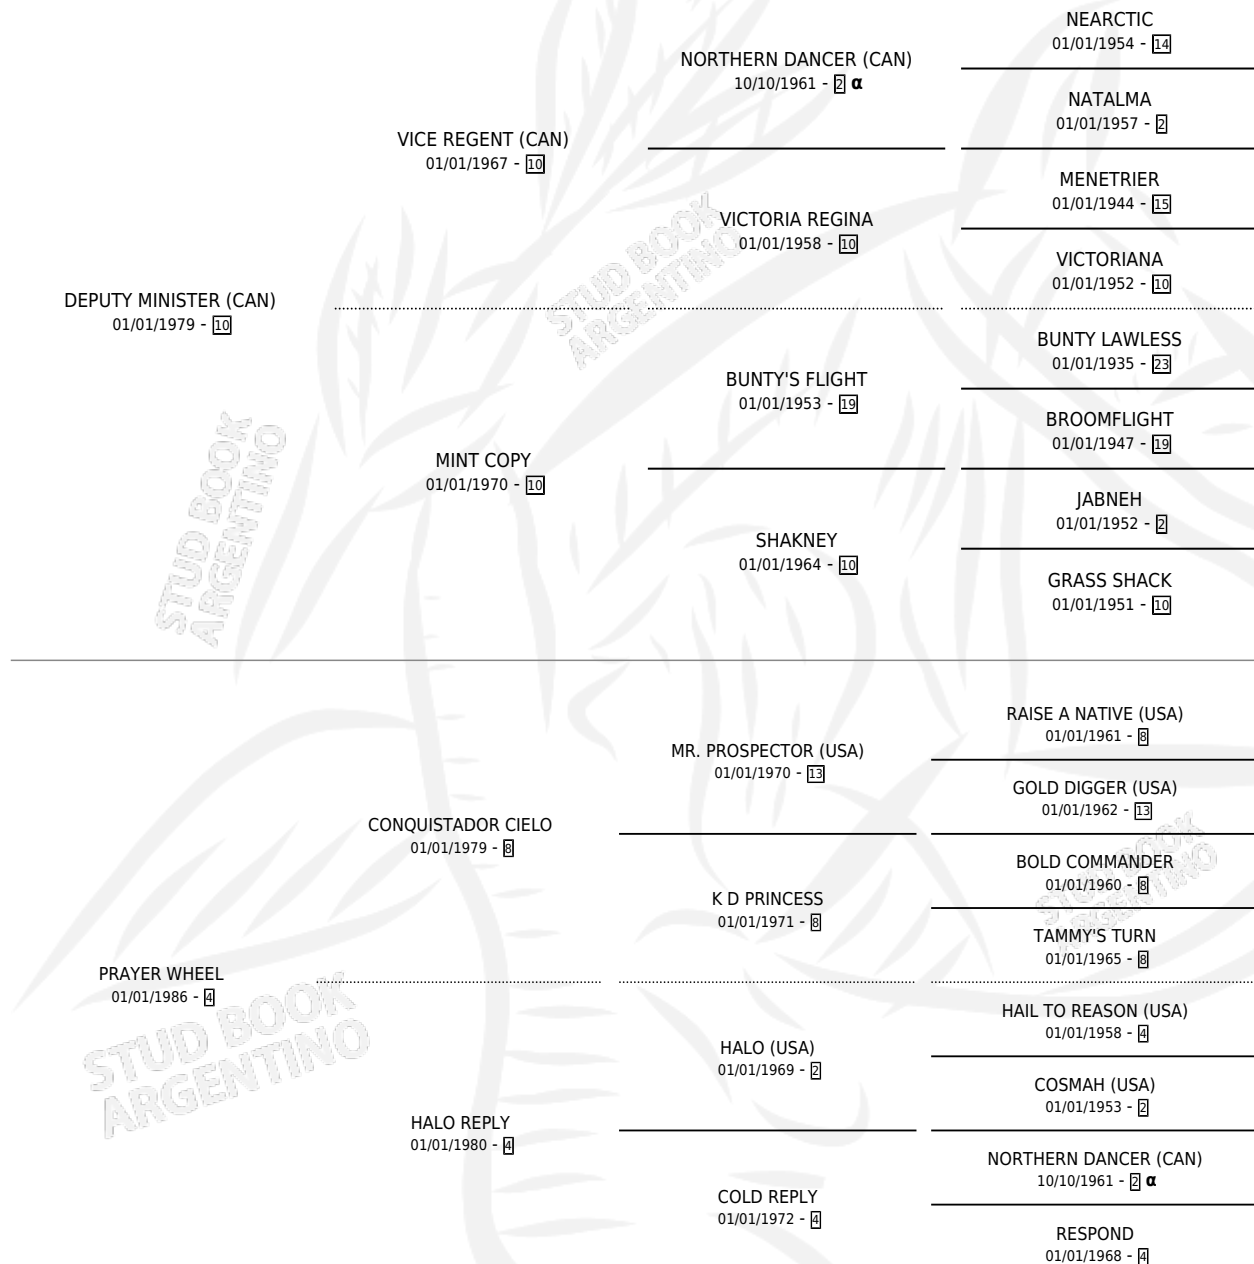 NEARCTIC
01/01/1954 - 14
NORTHERN DANCER (CAN)
10/10/1961 - 2 α
NATALMA
01/01/1957 - 2
VICE REGENT (CAN)
01/01/1967 - 10
MENETRIER
01/01/1944 - 15
VICTORIA REGINA
01/01/1958 - 10
VICTORIANA
01/01/1952 - 10
DEPUTY MINISTER (CAN)
01/01/1979 - 10
BUNTY LAWLESS
01/01/1935 - 23
BUNTY'S FLIGHT
01/01/1953 - 19
BROOMFLIGHT
01/01/1947 - 19
MINT COPY
01/01/1970 - 10
JABNEH
01/01/1952 - 2
SHAKNEY
01/01/1964 - 10
GRASS SHACK
01/01/1951 - 10
RAISE A NATIVE (USA)
01/01/1961 - 8
MR. PROSPECTOR (USA)
01/01/1970 - 13
GOLD DIGGER (USA)
01/01/1962 - 13
CONQUISTADOR CIELO
01/01/1979 - 8
BOLD COMMANDER
01/01/1960 - 8
K D PRINCESS
01/01/1971 - 8
TAMMY'S TURN
01/01/1965 - 8
PRAYER WHEEL
01/01/1986 - 4
HAIL TO REASON (USA)
01/01/1958 - 4
HALO (USA)
01/01/1969 - 2
COSMAH (USA)
01/01/1953 - 2
HALO REPLY
01/01/1980 - 4
NORTHERN DANCER (CAN)
10/10/1961 - 2 α
COLD REPLY
01/01/1972 - 4
RESPOND
01/01/1968 - 4
STUD BOOK
ARGENTINO
STUD BOOK
ARGENTINO
STUD BOOK
ARGENTINO
STUD BOOK
ARGENTINO